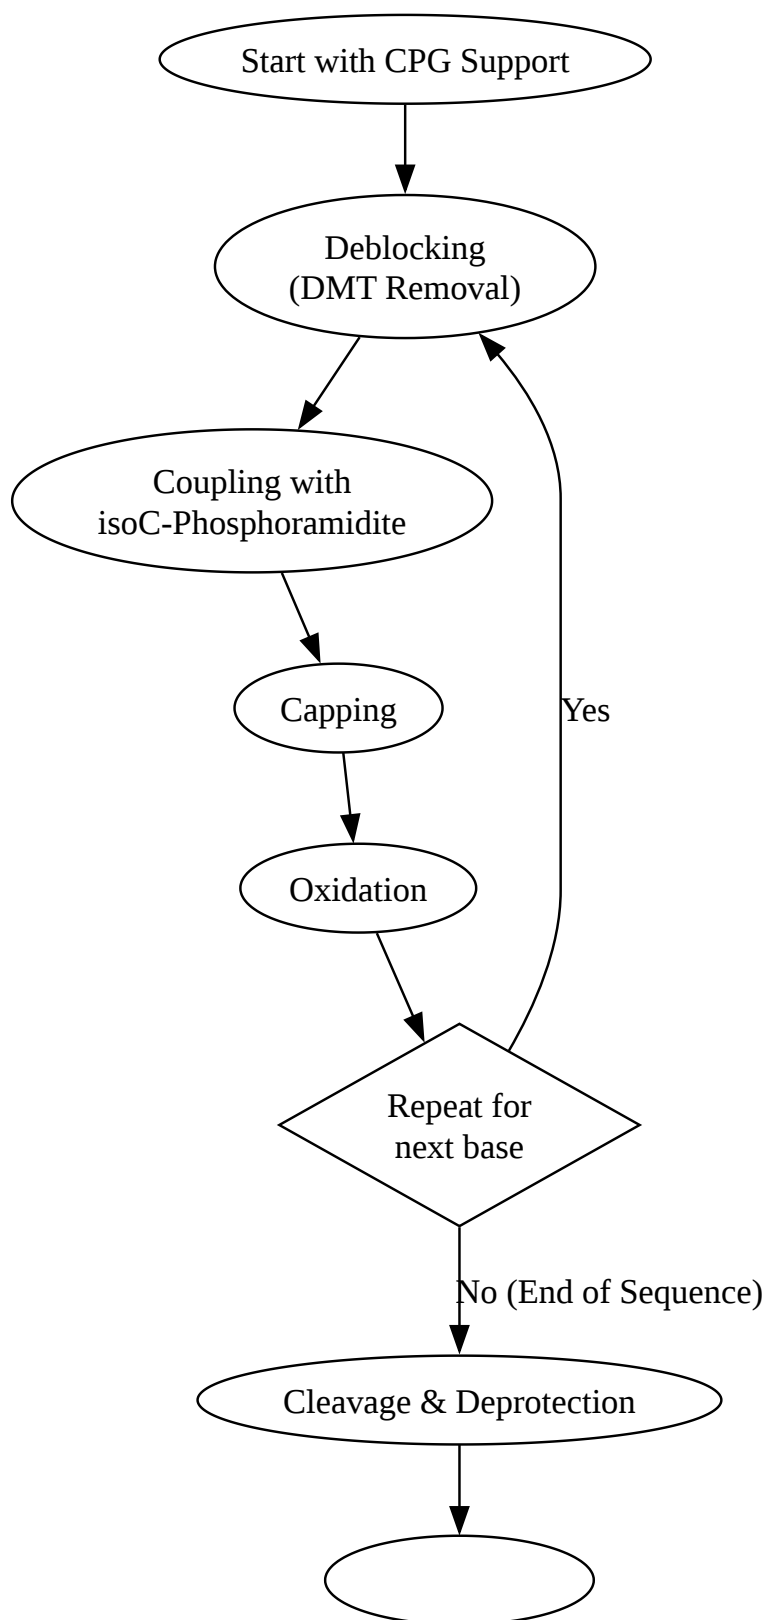 Start with CPG Support
Deblocking
(DMT Removal)
Coupling with
isoC-Phosphoramidite
Capping
Yes
Oxidation
Repeat for
next base
No (End of Sequence)
Cleavage & Deprotection